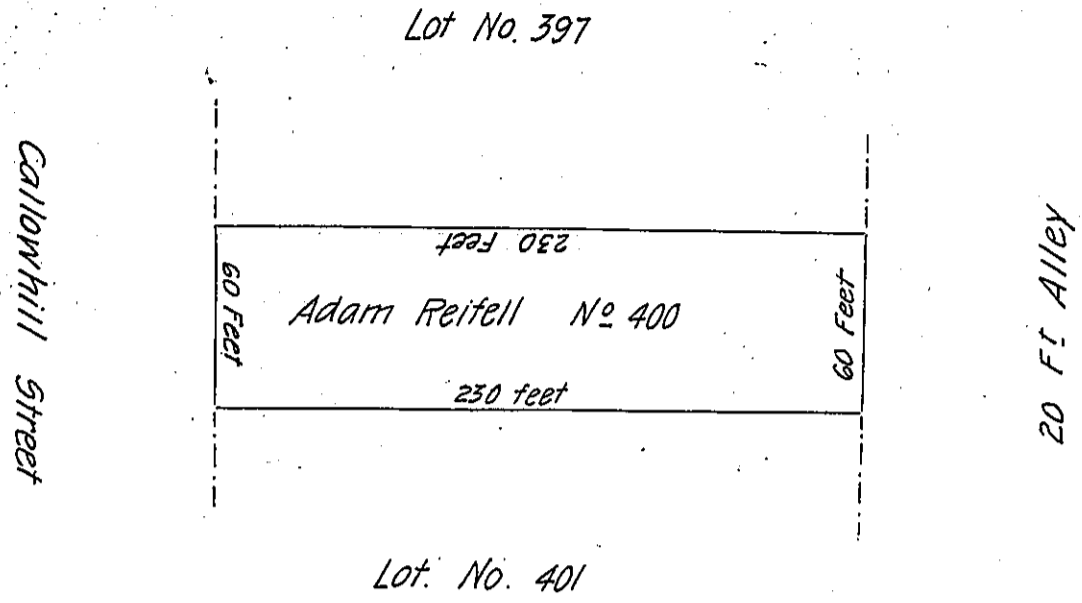 Lot No. 397
Callowhill Street
230 Feet
60 Feet
Adam Reifell Nº 400
60 Feet
230 feet
20 Ft Alley
Lot. No. 401